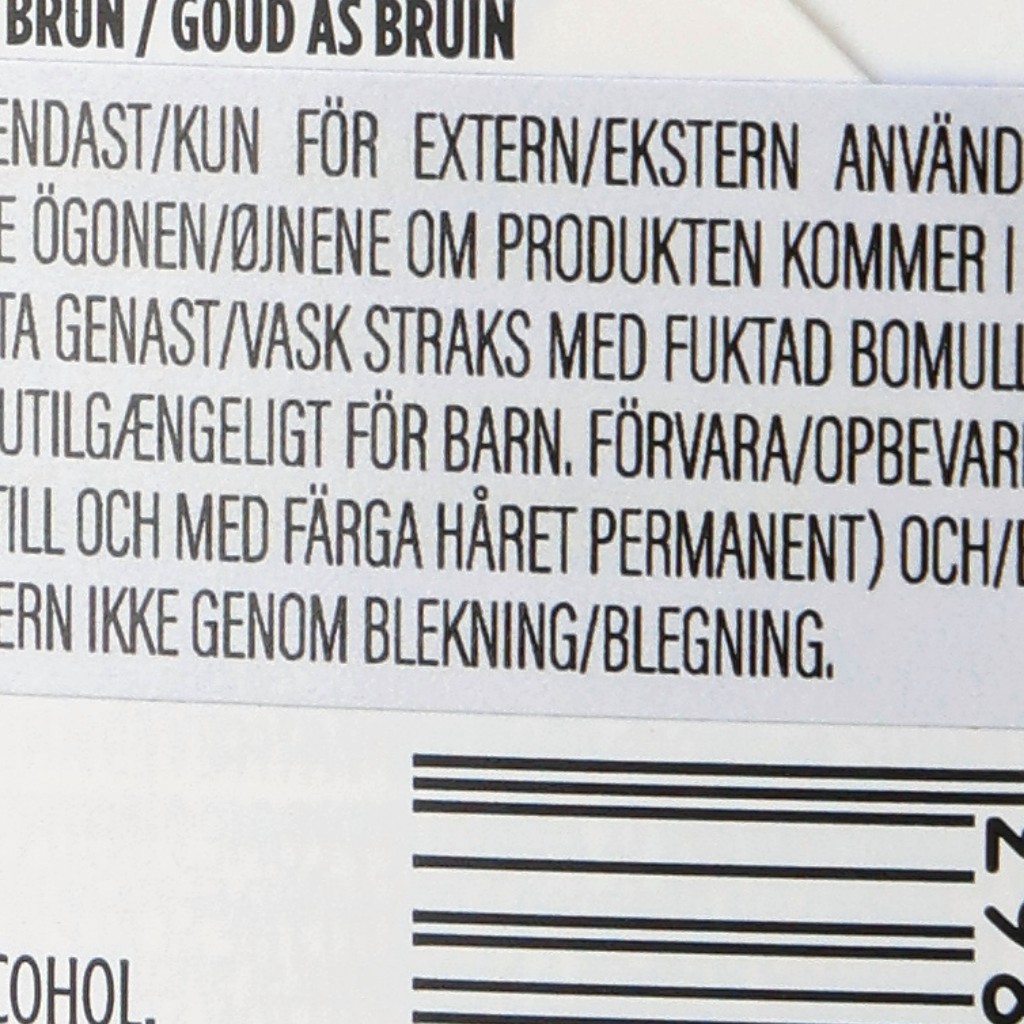 BRUN / GOUD AS BRUIN
ENDAST/KUN FÖR EXTERN/EKSTERN ANVÄND
E ÖGONEN/ØJNENE OM PRODUKTEN KOMMER I
TA GENAST/VASK STRAKS MED FUKTAD BOMULL
UTILGÆNGELIGT FÖR BARN. FÖRVARA/OPBEVAR
TILL OCH MED FÄRGA HÅRET PERMANENT) OCH/
ERN IKKE GENOM BLEKNING/BLEGNING.
COHOL.